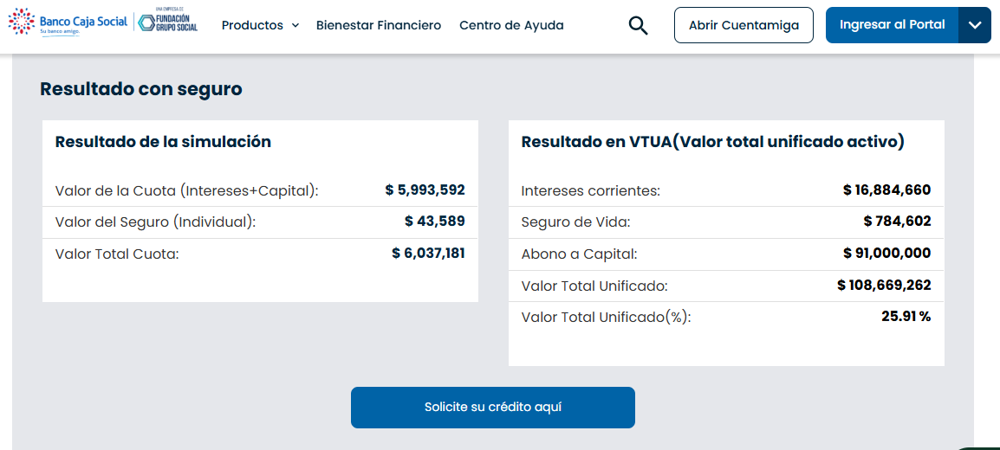 Banco Caja Social
Su banco amigo.
UNA EMPRESA DE
FUNDACIÓN
GRUPO SOCIAL
Productos
Bienestar Financiero
Centro de Ayuda
Abrir Cuentamiga
Ingresar al Portal
Resultado con seguro
Resultado de la simulación
Valor de la Cuota (Intereses+Capital): $ 5,993,592
Valor del Seguro (Individual): $ 43,589
Valor Total Cuota: $ 6,037,181
Resultado en VTUA(Valor total unificado activo)
Intereses corrientes: $ 16,884,660
Seguro de Vida: $ 784,602
Abono a Capital: $ 91,000,000
Valor Total Unificado: $ 108,669,262
Valor Total Unificado(%): 25.91 %
Solicite su crédito aquí